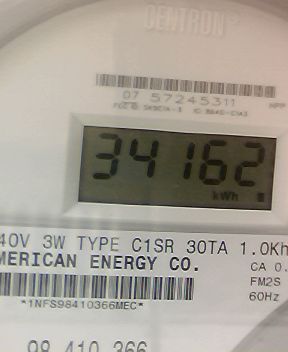 CENTRON®
07 57245311
34162
kWh
40V 3W TYPE C1SR 30TA 1.0Kh
MERICAN ENERGY CO.
CA 0.
FM2S
60Hz
*1NFS98410366MEC*
98 410 366